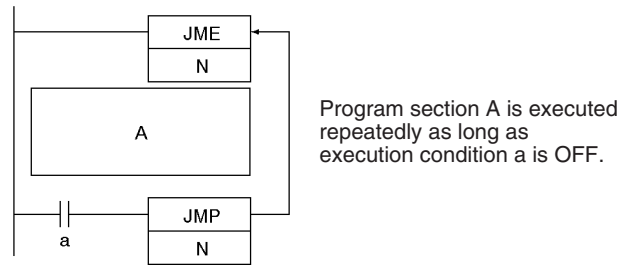 JME
N
A
Program section A is executed
repeatedly as long as
execution condition a is OFF.
JMP
N
a